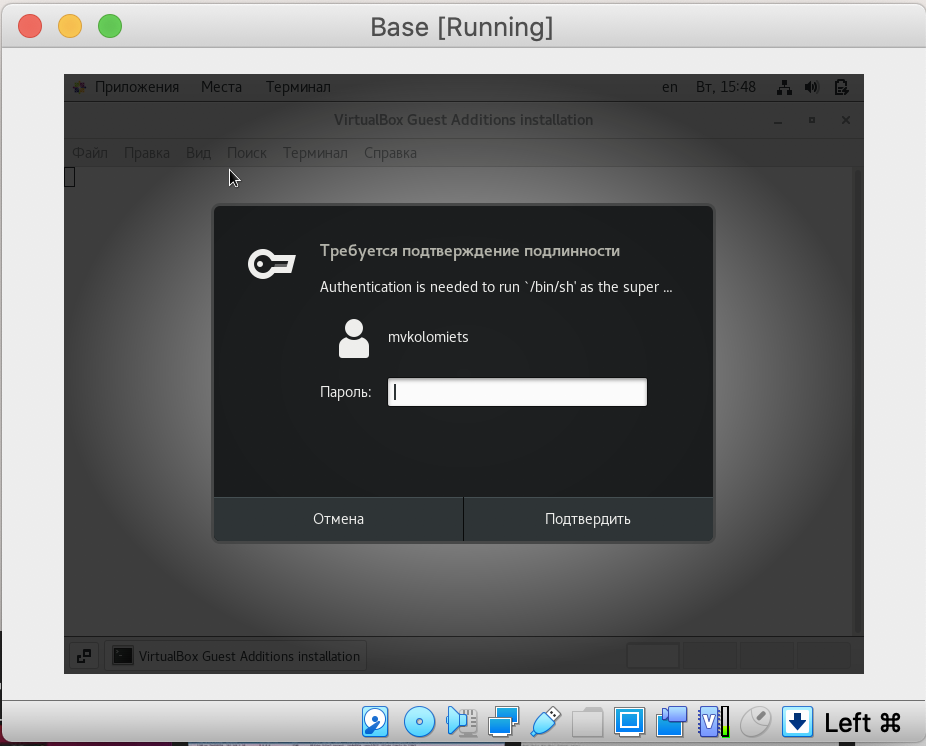 Base [Running]
Приложения Места Терминал en Вт, 15:48
VirtualBox Guest Additions installation
Файл Правка Вид Поиск Терминал Справка
Требуется подтверждение подлинности
Authentication is needed to run `/bin/sh' as the super ...
mvkolomiets
Пароль:
Отмена Подтвердить
VirtualBox Guest Additions installation
V
Left ⌘